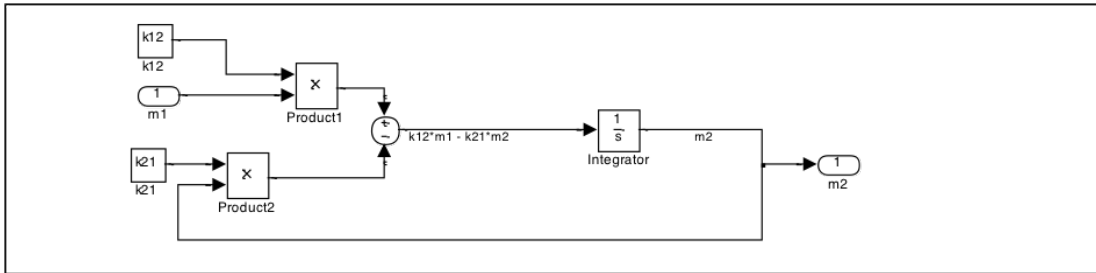 k12
k12
1
m1
x
Product1
+
−
k12*m1 - k21*m2
1
s
Integrator
m2
1
m2
k21
k21
x
Product2